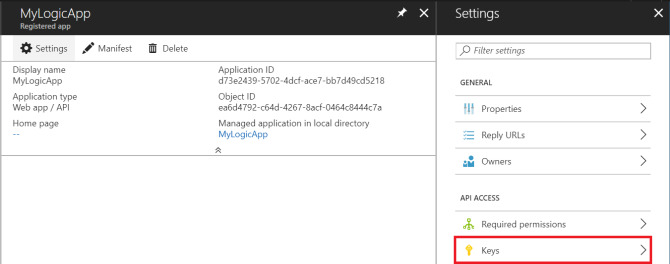 MyLogicApp
Registered app
Settings
Manifest
Delete
Display name
MyLogicApp
Application ID
d73e2439-5702-4dcf-ace7-bb7d49cd5218
Application type
Web app / API
Object ID
ea6d4792-c64d-4267-8acf-0464c8444c7a
Home page
--
Managed application in local directory
MyLogicApp
Settings
Filter settings
GENERAL
Properties
Reply URLs
Owners
API ACCESS
Required permissions
Keys